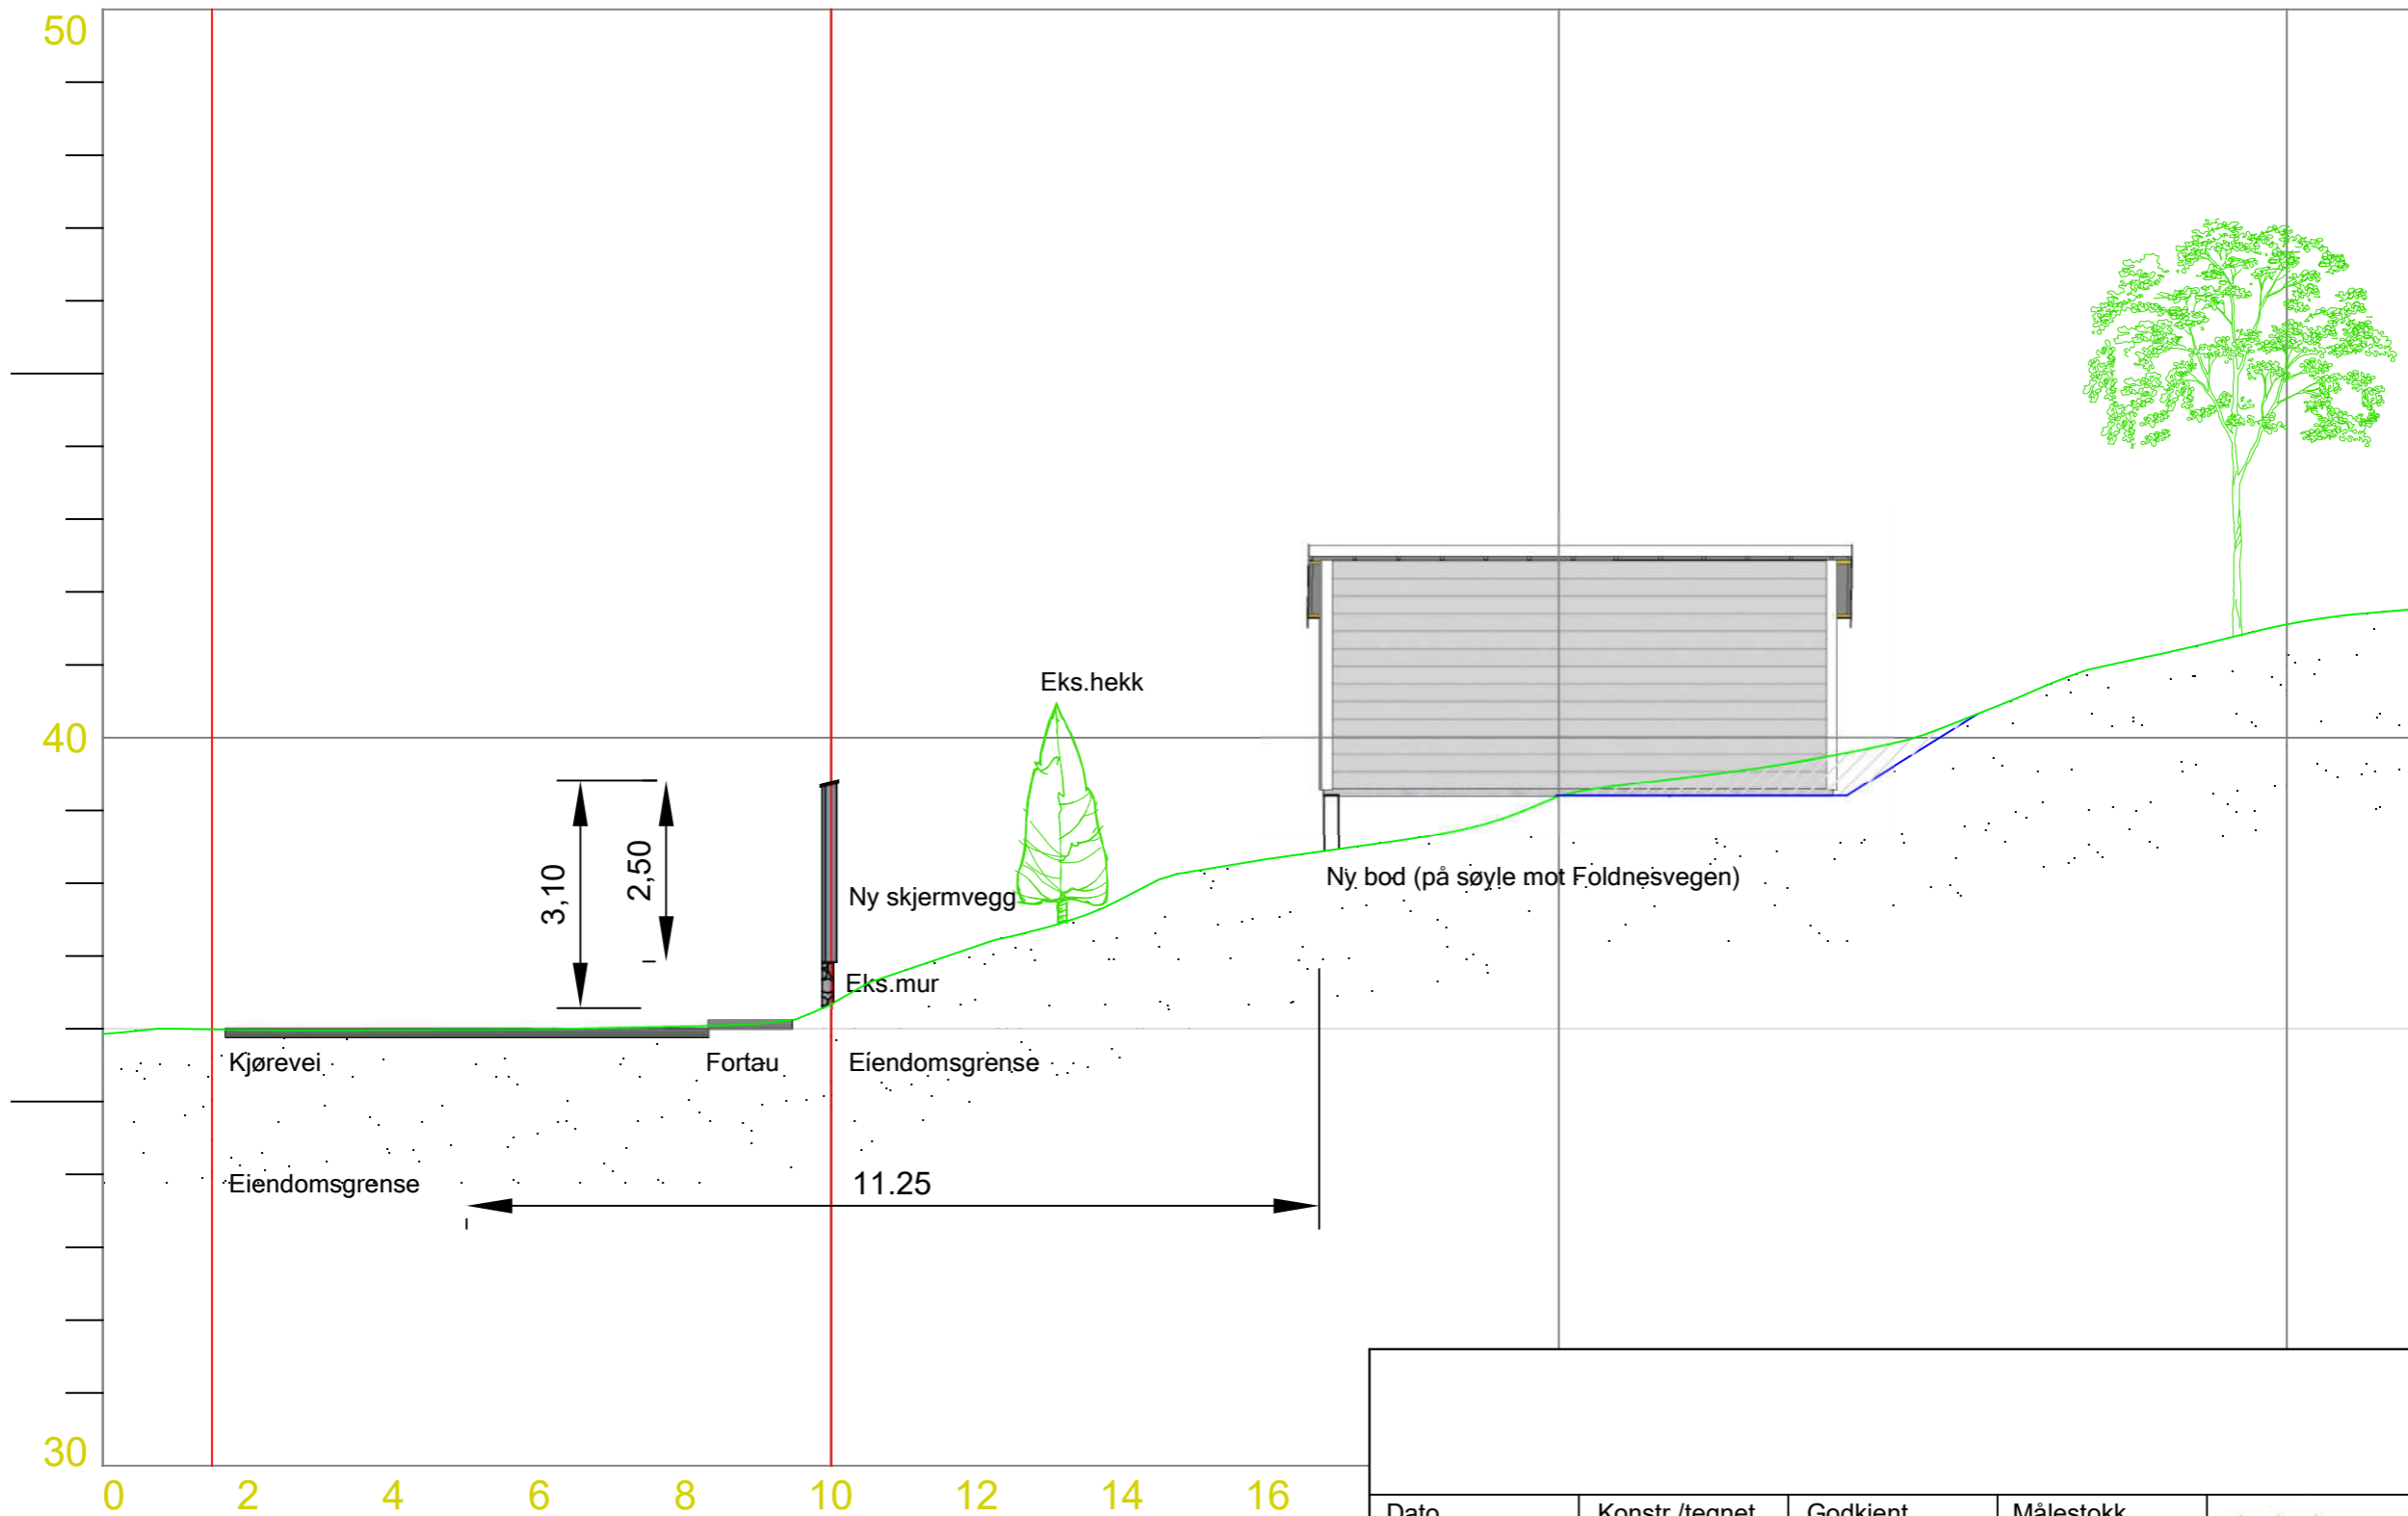 50
Eks.hekk
40
3,10
2,50
Ny skjermvegg
Ny bod (på søyle mot Foldnesvegen)
Eks.mur
Kjørevei
Fortau
Eiendomsgrense
Eiendomsgrense
11.25
30
0 2 4 6 8 10 12 14 16
Dato Konstr./tegnet Godkjent Målestokk